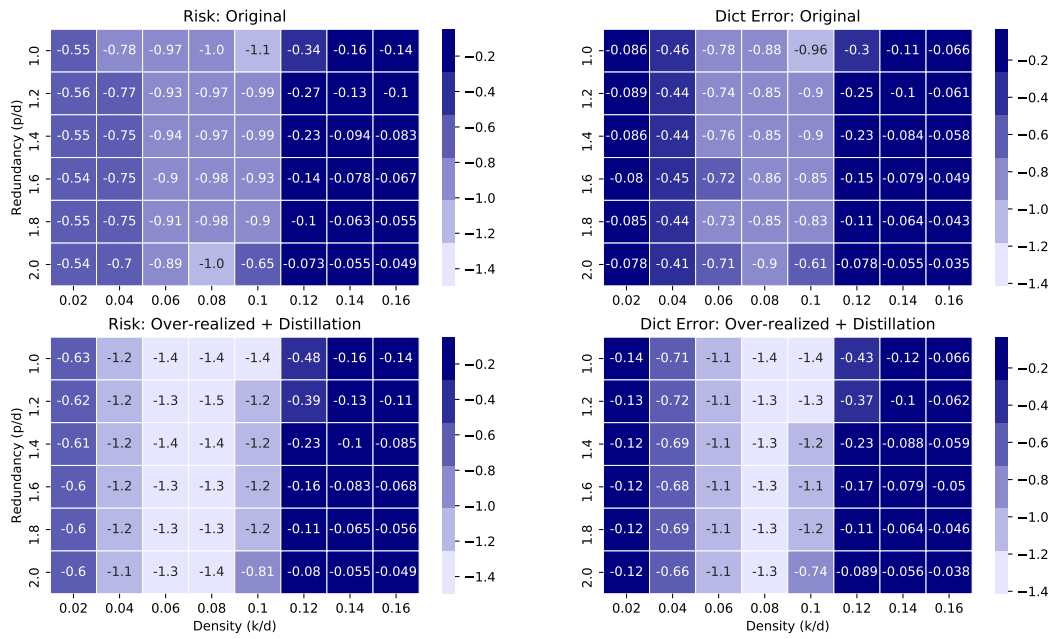 Risk: Original
Redundancy (p/d)
1.0 -0.55 -0.78 -0.97 -1.0 -1.1 -0.34 -0.16 -0.14
1.2 -0.56 -0.77 -0.93 -0.97 -0.99 -0.27 -0.13 -0.1
1.4 -0.55 -0.75 -0.94 -0.97 -0.99 -0.23 -0.094 -0.083
1.6 -0.54 -0.75 -0.9 -0.98 -0.93 -0.14 -0.078 -0.067
1.8 -0.55 -0.75 -0.91 -0.98 -0.9 -0.1 -0.063 -0.055
2.0 -0.54 -0.7 -0.89 -1.0 -0.65 -0.073 -0.055 -0.049
0.02 0.04 0.06 0.08 0.1 0.12 0.14 0.16
−0.2
−0.4
−0.6
−0.8
−1.0
−1.2
−1.4
Dict Error: Original
1.0 -0.086 -0.46 -0.78 -0.88 -0.96 -0.3 -0.11 -0.066
1.2 -0.089 -0.44 -0.74 -0.85 -0.9 -0.25 -0.1 -0.061
1.4 -0.086 -0.44 -0.76 -0.85 -0.9 -0.23 -0.084 -0.058
1.6 -0.08 -0.45 -0.72 -0.86 -0.85 -0.15 -0.079 -0.049
1.8 -0.085 -0.44 -0.73 -0.85 -0.83 -0.11 -0.064 -0.043
2.0 -0.078 -0.41 -0.71 -0.9 -0.61 -0.078 -0.055 -0.035
0.02 0.04 0.06 0.08 0.1 0.12 0.14 0.16
−0.2
−0.4
−0.6
−0.8
−1.0
−1.2
−1.4
Risk: Over-realized + Distillation
Redundancy (p/d)
1.0 -0.63 -1.2 -1.4 -1.4 -1.4 -0.48 -0.16 -0.14
1.2 -0.62 -1.2 -1.3 -1.5 -1.2 -0.39 -0.13 -0.11
1.4 -0.61 -1.2 -1.4 -1.4 -1.2 -0.23 -0.1 -0.085
1.6 -0.6 -1.2 -1.3 -1.3 -1.2 -0.16 -0.083 -0.068
1.8 -0.6 -1.2 -1.3 -1.3 -1.2 -0.11 -0.065 -0.056
2.0 -0.6 -1.1 -1.3 -1.4 -0.81 -0.08 -0.055 -0.049
0.02 0.04 0.06 0.08 0.1 0.12 0.14 0.16
Density (k/d)
−0.2
−0.4
−0.6
−0.8
−1.0
−1.2
−1.4
Dict Error: Over-realized + Distillation
1.0 -0.14 -0.71 -1.1 -1.4 -1.4 -0.43 -0.12 -0.066
1.2 -0.13 -0.72 -1.1 -1.3 -1.3 -0.37 -0.1 -0.062
1.4 -0.12 -0.69 -1.1 -1.3 -1.2 -0.23 -0.088 -0.059
1.6 -0.12 -0.68 -1.1 -1.3 -1.1 -0.17 -0.079 -0.05
1.8 -0.12 -0.69 -1.1 -1.3 -1.2 -0.11 -0.064 -0.046
2.0 -0.12 -0.66 -1.1 -1.3 -0.74 -0.089 -0.056 -0.038
0.02 0.04 0.06 0.08 0.1 0.12 0.14 0.16
Density (k/d)
−0.2
−0.4
−0.6
−0.8
−1.0
−1.2
−1.4